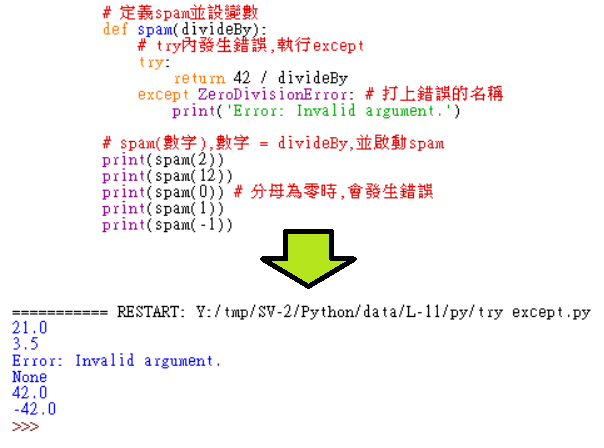 # 定義spam並設變數
def spam(divideBy):
    # try內發生錯誤,執行except
    try:
        return 42 / divideBy
    except ZeroDivisionError: # 打上錯誤的名稱
        print('Error: Invalid argument.')
# spam(數字),數字 = divideBy,並啟動spam
print(spam(2))
print(spam(12))
print(spam(0)) # 分母為零時,會發生錯誤
print(spam(1))
print(spam(-1))
=========== RESTART: Y:/tmp/SV-2/Python/data/L-11/py/try except.py
21.0
3.5
Error: Invalid argument.
None
42.0
-42.0
>>>